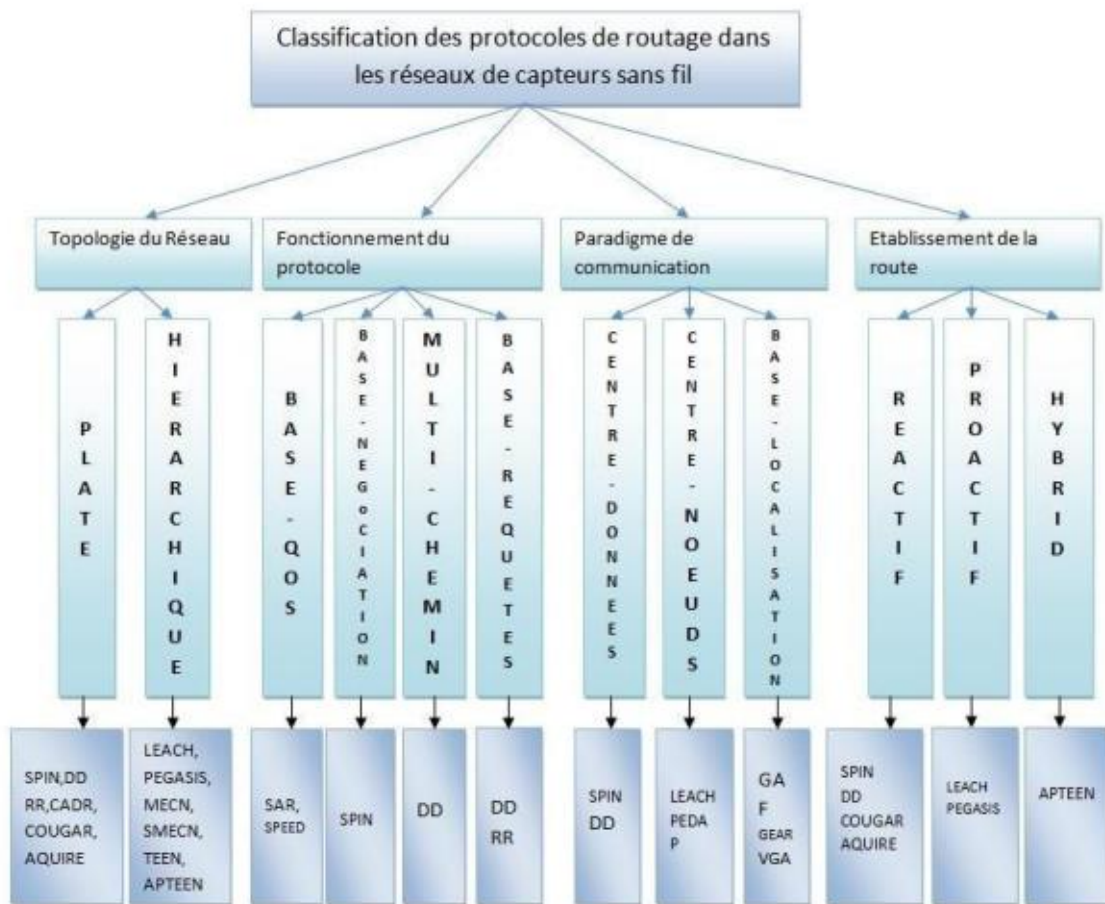 Classification des protocoles de routage dans
les réseaux de capteurs sans fil
Topologie du Réseau
Fonctionnement du
protocole
Paradigme de
communication
Etablissement de la
route
PLATE
HIERARCHIQUE
BASE-QOS
BASE-NEGoCIATION
MULTI-CHEMIN
BASE-REQUETES
CENTRE-DONNEES
CENTRE-NOEUDS
BASE-LOCALISATION
REACTIF
PROACTIF
HYBRID
SPIN,DD
RR,CADR,
COUGAR,
AQUIRE
LEACH,
PEGASIS,
MECN,
SMECN,
TEEN,
APTEEN
SAR,
SPEED
SPIN
DD
DD
RR
SPIN
DD
LEACH
PEDA
P
GA
F
GEAR
VGA
SPIN
DD
COUGAR
AQUIRE
LEACH
PEGASIS
APTEEN